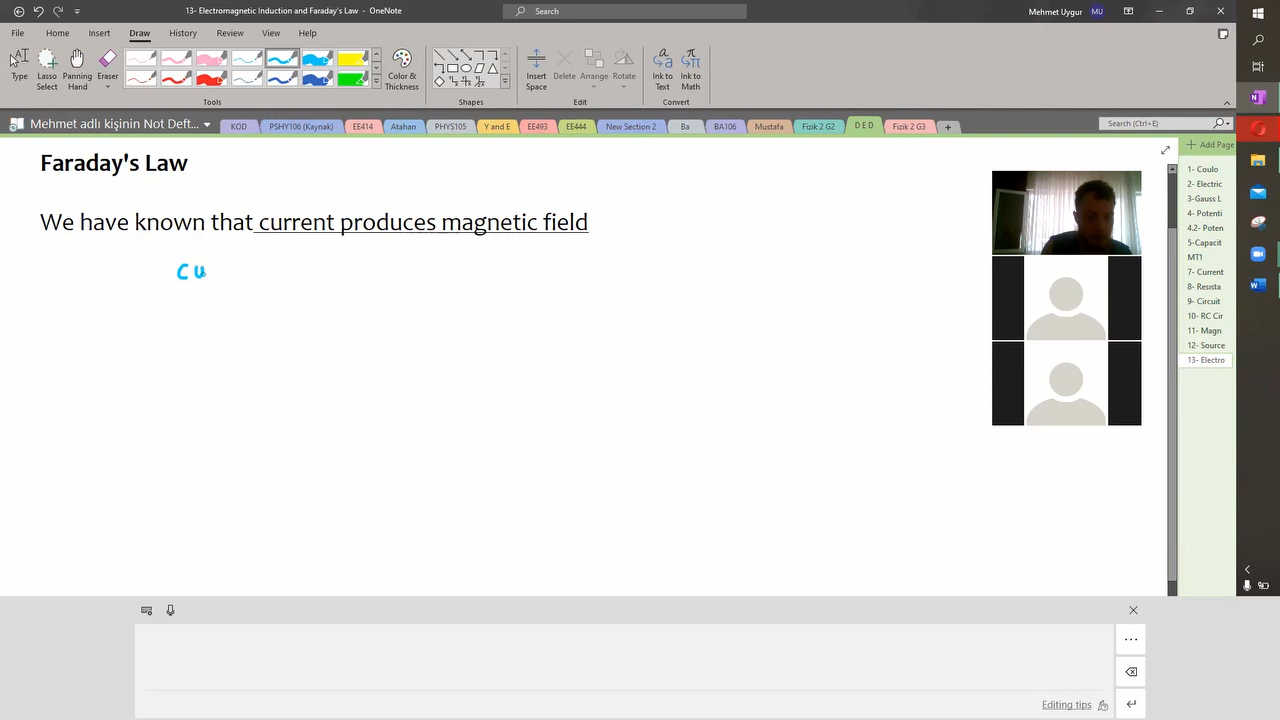 13- Electromagnetic Induction and Faraday's Law - OneNote
Search
Mehmet Uygur
MU
File
Home
Insert
Draw
History
Review
View
Help
Type
Lasso
Select
Panning
Hand
Eraser
Color &
Thickness
Insert
Space
Delete
Arrange
Rotate
Ink to
Text
Ink to
Math
Tools
Shapes
Edit
Convert
Mehmet adlı kişinin Not Deft...
KOD
PSHY106 (Kaynak)
EE414
Atahan
PHYS105
Y and E
EE493
EE444
New Section 2
Ba
BA106
Mustafa
Fizik 2 G2
D E D
Fizik 2 G3
Search (Ctrl+E)
Faraday's Law
We have known that current produces magnetic field
cu
Add Page
1- Coulo
2- Electric
3-Gauss L
4- Potenti
4.2- Poten
5-Capacit
MT1
7- Current
8- Resısta
9- Circuit
10- RC Cir
11- Magn
12- Source
13- Electro
Editing tips